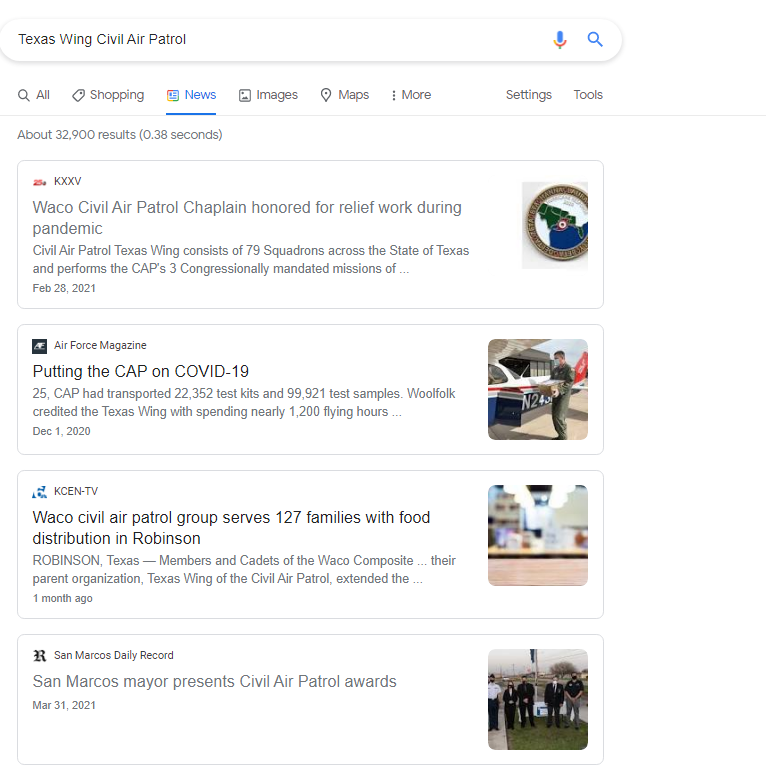 Texas Wing Civil Air Patrol
All Shopping News Images Maps More Settings Tools
About 32,900 results (0.38 seconds)
KXXV
Waco Civil Air Patrol Chaplain honored for relief work during
pandemic
Civil Air Patrol Texas Wing consists of 79 Squadrons across the State of Texas
and performs the CAP's 3 Congressionally mandated missions of ...
Feb 28, 2021
Air Force Magazine
Putting the CAP on COVID-19
25, CAP had transported 22,352 test kits and 99,921 test samples. Woolfolk
credited the Texas Wing with spending nearly 1,200 flying hours ...
Dec 1, 2020
KCEN-TV
Waco civil air patrol group serves 127 families with food
distribution in Robinson
ROBINSON, Texas — Members and Cadets of the Waco Composite ... their
parent organization, Texas Wing of the Civil Air Patrol, extended the ...
1 month ago
San Marcos Daily Record
San Marcos mayor presents Civil Air Patrol awards
Mar 31, 2021